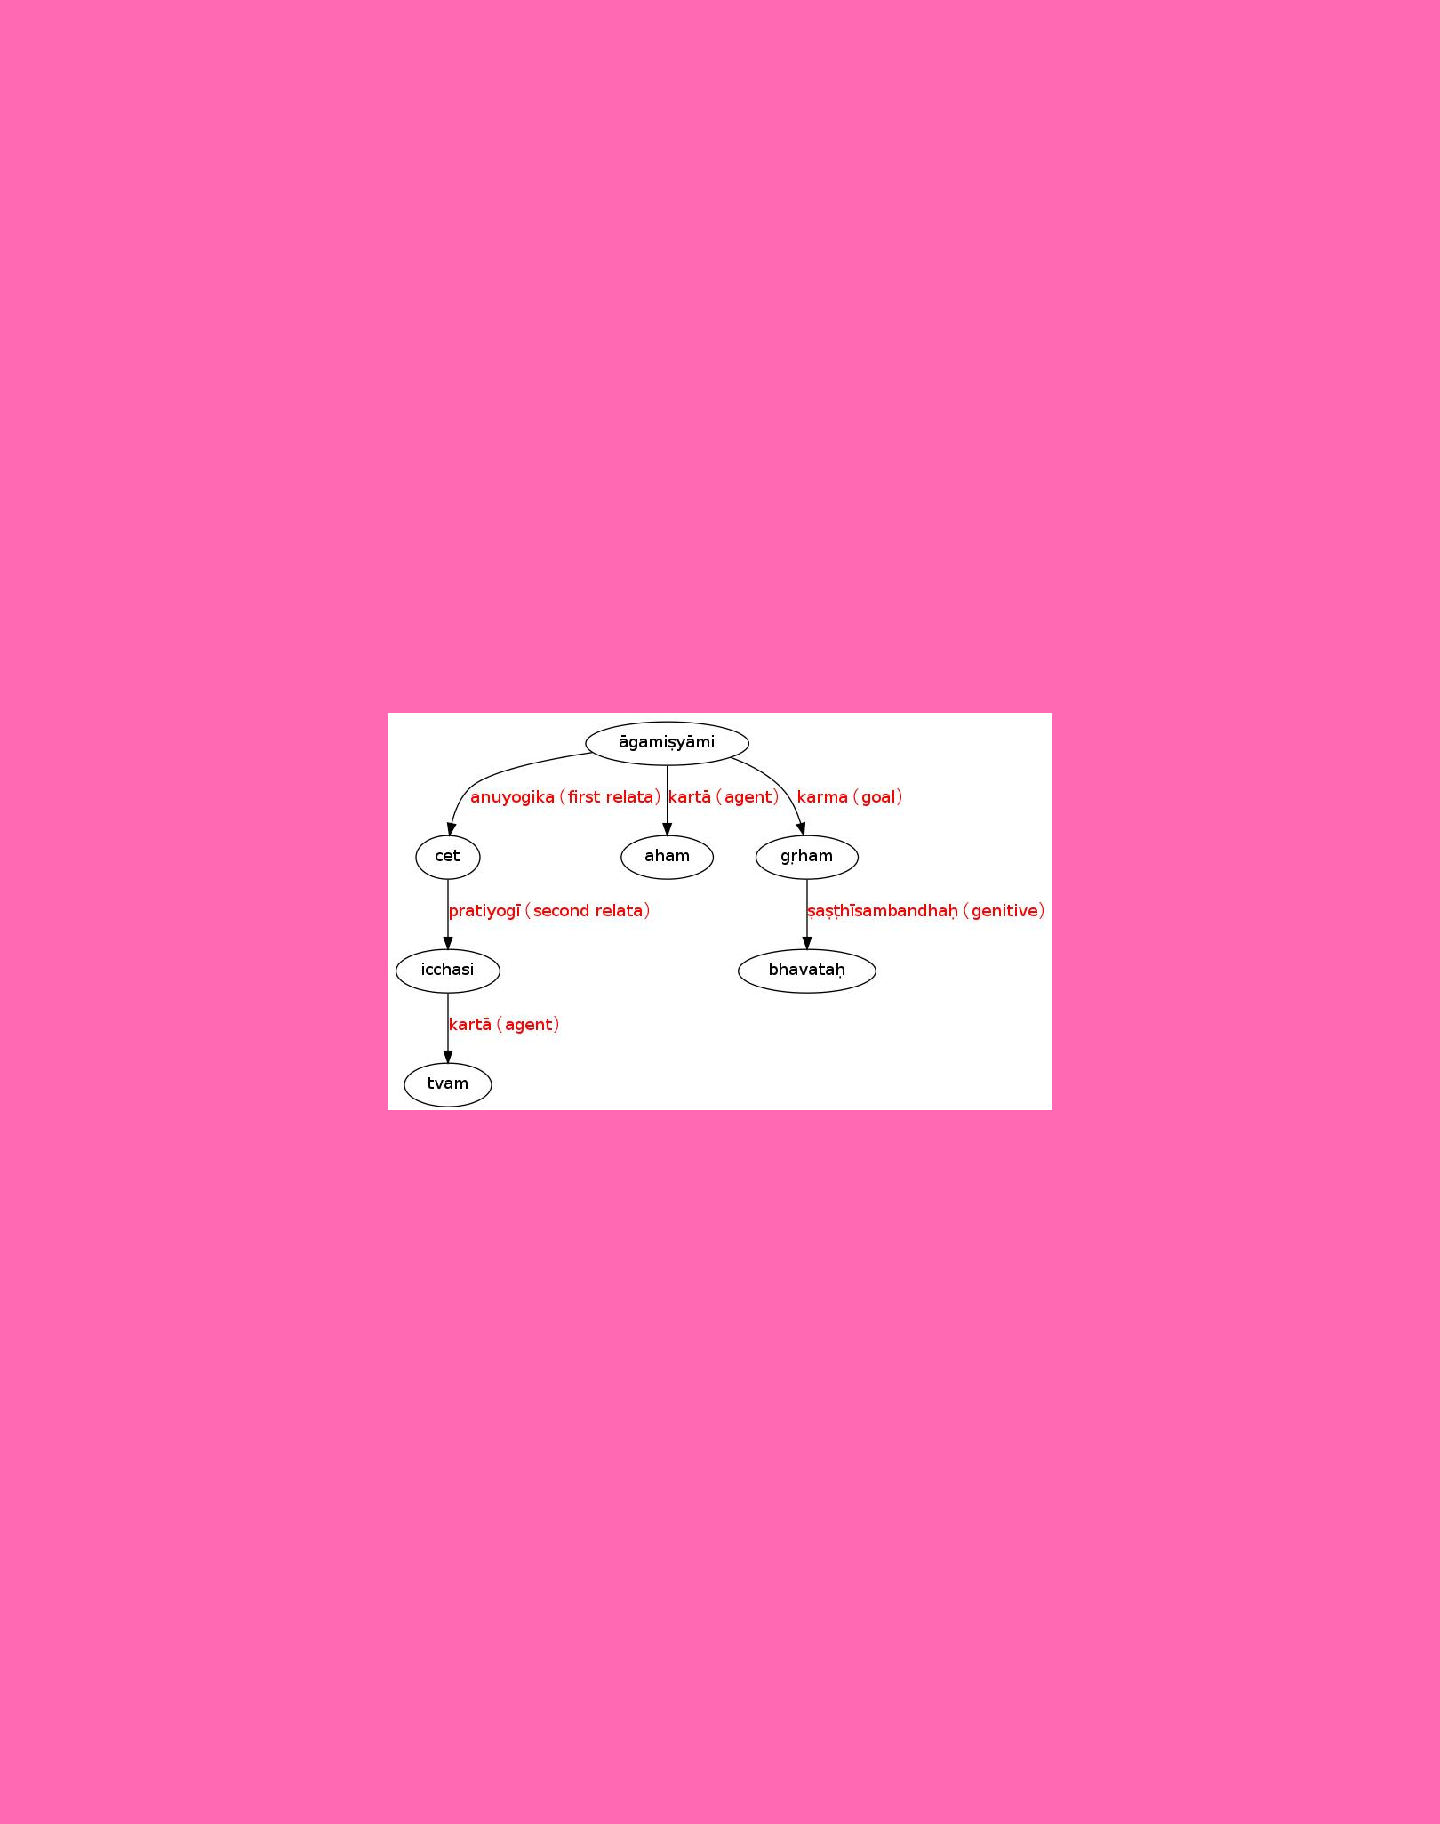 āgamiṣyāmi
anuyogika (first relata) kartā (agent) karma (goal)
cet aham gṛham
pratiyogī (second relata) ṣaṣṭhīsambandhaḥ (genitive)
icchasi bhavataḥ
kartā (agent)
tvam